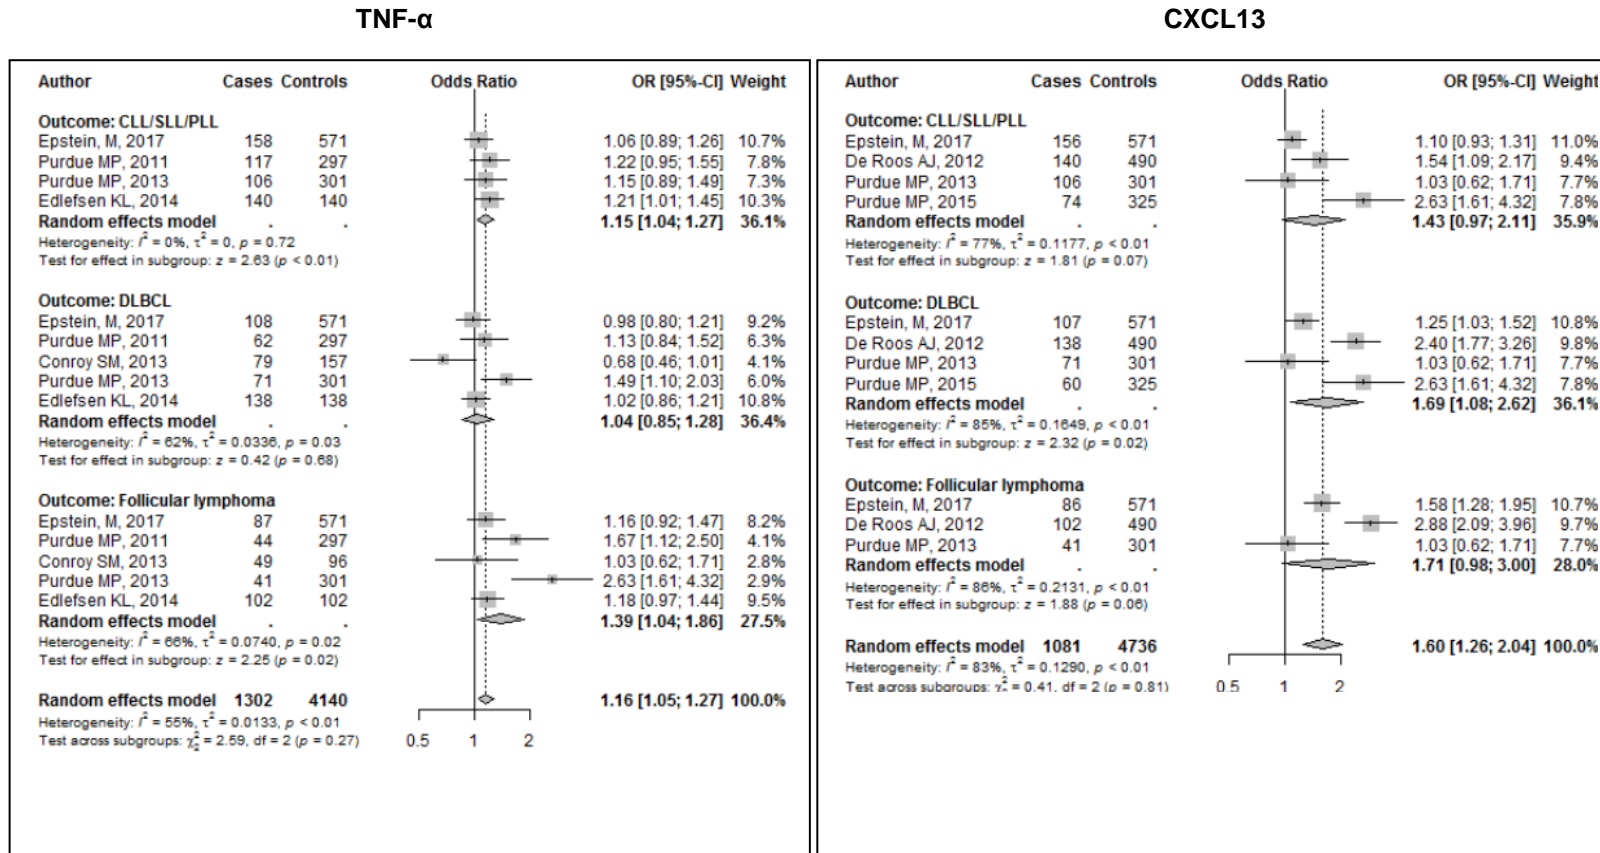 TNF-α
Author Cases Controls Odds Ratio OR [95%-CI] Weight
Outcome: CLL/SLL/PLL
Epstein, M, 2017 158 571 1.06 [0.89; 1.26] 10.7%
Purdue MP, 2011 117 297 1.22 [0.95; 1.55] 7.8%
Purdue MP, 2013 106 301 1.15 [0.89; 1.49] 7.3%
Edlefsen KL, 2014 140 140 1.21 [1.01; 1.45] 10.3%
Random effects model . . 1.15 [1.04; 1.27] 36.1%
Heterogeneity: I² = 0%, τ² = 0, p = 0.72
Test for effect in subgroup: z = 2.63 (p < 0.01)
Outcome: DLBCL
Epstein, M, 2017 108 571 0.98 [0.80; 1.21] 9.2%
Purdue MP, 2011 62 297 1.13 [0.84; 1.52] 6.3%
Conroy SM, 2013 79 157 0.68 [0.46; 1.01] 4.1%
Purdue MP, 2013 71 301 1.49 [1.10; 2.03] 6.0%
Edlefsen KL, 2014 138 138 1.02 [0.86; 1.21] 10.8%
Random effects model . . 1.04 [0.85; 1.28] 36.4%
Heterogeneity: I² = 62%, τ² = 0.0336, p = 0.03
Test for effect in subgroup: z = 0.42 (p = 0.68)
Outcome: Follicular lymphoma
Epstein, M, 2017 87 571 1.16 [0.92; 1.47] 8.2%
Purdue MP, 2011 44 297 1.67 [1.12; 2.50] 4.1%
Conroy SM, 2013 49 96 1.03 [0.62; 1.71] 2.8%
Purdue MP, 2013 41 301 2.63 [1.61; 4.32] 2.9%
Edlefsen KL, 2014 102 102 1.18 [0.97; 1.44] 9.5%
Random effects model . . 1.39 [1.04; 1.86] 27.5%
Heterogeneity: I² = 66%, τ² = 0.0740, p = 0.02
Test for effect in subgroup: z = 2.25 (p = 0.02)
Random effects model 1302 4140 1.16 [1.05; 1.27] 100.0%
Heterogeneity: I² = 55%, τ² = 0.0133, p < 0.01
Test across subgroups: χ²₂ = 2.59, df = 2 (p = 0.27)
0.5 1 2
CXCL13
Author Cases Controls Odds Ratio OR [95%-CI] Weight
Outcome: CLL/SLL/PLL
Epstein, M, 2017 156 571 1.10 [0.93; 1.31] 11.0%
De Roos AJ, 2012 140 490 1.54 [1.09; 2.17] 9.4%
Purdue MP, 2013 106 301 1.03 [0.62; 1.71] 7.7%
Purdue MP, 2015 74 325 2.63 [1.61; 4.32] 7.8%
Random effects model . . 1.43 [0.97; 2.11] 35.9%
Heterogeneity: I² = 77%, τ² = 0.1177, p < 0.01
Test for effect in subgroup: z = 1.81 (p = 0.07)
Outcome: DLBCL
Epstein, M, 2017 107 571 1.25 [1.03; 1.52] 10.8%
De Roos AJ, 2012 138 490 2.40 [1.77; 3.26] 9.8%
Purdue MP, 2013 71 301 1.03 [0.62; 1.71] 7.7%
Purdue MP, 2015 60 325 2.63 [1.61; 4.32] 7.8%
Random effects model . . 1.69 [1.08; 2.62] 36.1%
Heterogeneity: I² = 85%, τ² = 0.1649, p < 0.01
Test for effect in subgroup: z = 2.32 (p = 0.02)
Outcome: Follicular lymphoma
Epstein, M, 2017 86 571 1.58 [1.28; 1.95] 10.7%
De Roos AJ, 2012 102 490 2.88 [2.09; 3.96] 9.7%
Purdue MP, 2013 41 301 1.03 [0.62; 1.71] 7.7%
Random effects model . . 1.71 [0.98; 3.00] 28.0%
Heterogeneity: I² = 86%, τ² = 0.2131, p < 0.01
Test for effect in subgroup: z = 1.88 (p = 0.06)
Random effects model 1081 4736 1.60 [1.26; 2.04] 100.0%
Heterogeneity: I² = 83%, τ² = 0.1290, p < 0.01
Test across subgroups: χ²₂ = 0.41, df = 2 (p = 0.81)
0.5 1 2